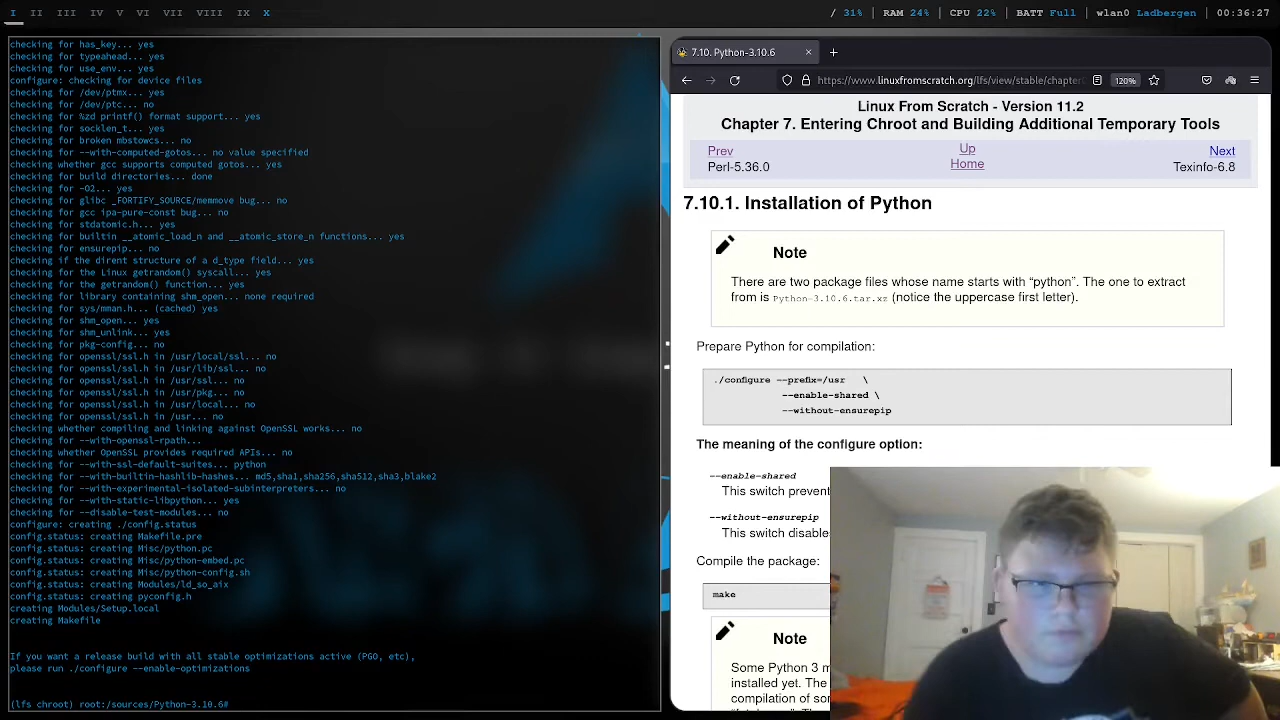 I II III IV V VI VII VIII IX X
/ 31% | RAM 24% | CPU 22% | BATT Full | wlan0 Ladbergen | 00:36:27
checking for has_key... yes
checking for typeahead... yes
checking for use_env... yes
configure: checking for device files
checking for /dev/ptmx... yes
checking for /dev/ptc... no
checking for %zd printf() format support... yes
checking for socklen_t... yes
checking for broken mbstowcs... no
checking for --with-computed-gotos... no value specified
checking whether gcc supports computed gotos... yes
checking for build directories... done
checking for -O2... yes
checking for glibc _FORTIFY_SOURCE/memmove bug... no
checking for gcc ipa-pure-const bug... no
checking for stdatomic.h... yes
checking for builtin __atomic_load_n and __atomic_store_n functions... yes
checking for ensurepip... no
checking if the dirent structure of a d_type field... yes
checking for the Linux getrandom() syscall... yes
checking for the getrandom() function... yes
checking for library containing shm_open... none required
checking for sys/mman.h... (cached) yes
checking for shm_open... yes
checking for shm_unlink... yes
checking for pkg-config... no
checking for openssl/ssl.h in /usr/local/ssl... no
checking for openssl/ssl.h in /usr/lib/ssl... no
checking for openssl/ssl.h in /usr/ssl... no
checking for openssl/ssl.h in /usr/pkg... no
checking for openssl/ssl.h in /usr/local... no
checking for openssl/ssl.h in /usr... no
checking whether compiling and linking against OpenSSL works... no
checking for --with-openssl-rpath...
checking whether OpenSSL provides required APIs... no
checking for --with-ssl-default-suites... python
checking for --with-builtin-hashlib-hashes... md5,sha1,sha256,sha512,sha3,blake2
checking for --with-experimental-isolated-subinterpreters... no
checking for --with-static-libpython... yes
checking for --disable-test-modules... no
configure: creating ./config.status
config.status: creating Makefile.pre
config.status: creating Misc/python.pc
config.status: creating Misc/python-embed.pc
config.status: creating Misc/python-config.sh
config.status: creating Modules/ld_so_aix
config.status: creating pyconfig.h
creating Modules/Setup.local
creating Makefile
If you want a release build with all stable optimizations active (PGO, etc),
please run ./configure --enable-optimizations
(lfs chroot) root:/sources/Python-3.10.6#
7.10. Python-3.10.6
https://www.linuxfromscratch.org/lfs/view/stable/chapter
120%
Linux From Scratch - Version 11.2
Chapter 7. Entering Chroot and Building Additional Temporary Tools
Prev Up Next
Perl-5.36.0 Home Texinfo-6.8
7.10.1. Installation of Python
Note
There are two package files whose name starts with “python”. The one to extract
from is Python-3.10.6.tar.xz (notice the uppercase first letter).
Prepare Python for compilation:
./configure --prefix=/usr \
--enable-shared \
--without-ensurepip
The meaning of the configure option:
--enable-shared
This switch prevent
--without-ensurepip
This switch disable
Compile the package:
make
Note
Some Python 3 m
installed yet. The
compilation of som